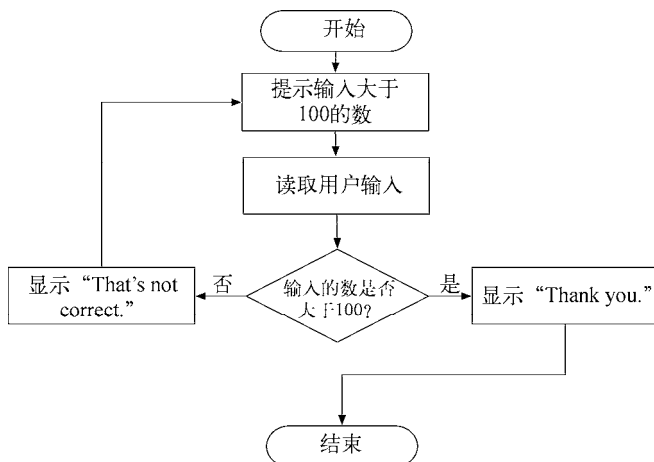 开始
提示输入大于
100的数
读取用户输入
输入的数是否
大于100?
否
是
显示“That's not
correct.”
显示“Thank you.”
结束